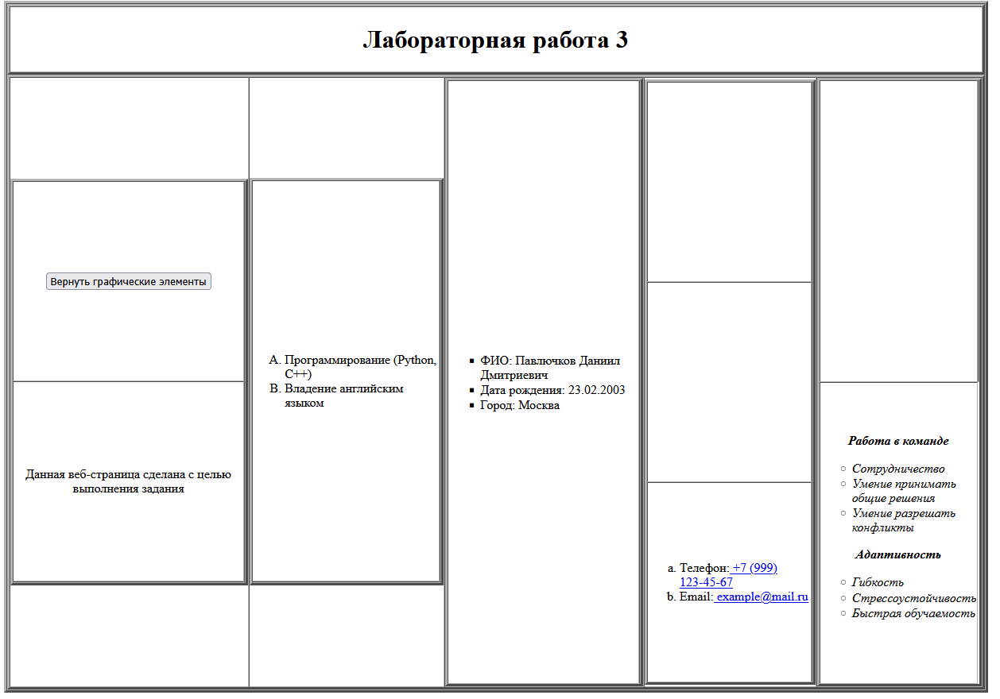 Лабораторная работа 3
Вернуть графические элементы
Данная веб-страница сделана с целью
выполнения задания
A. Программирование (Python,
C++)
B. Владение английским
языком
ФИО: Павлючков Даниил
Дмитриевич
Дата рождения: 23.02.2003
Город: Москва
a. Телефон: +7 (999)
123-45-67
b. Email: example@mail.ru
Работа в команде
Сотрудничество
Умение принимать
общие решения
Умение разрешать
конфликты
Адаптивность
Гибкость
Стрессоустойчивость
Быстрая обучаемость